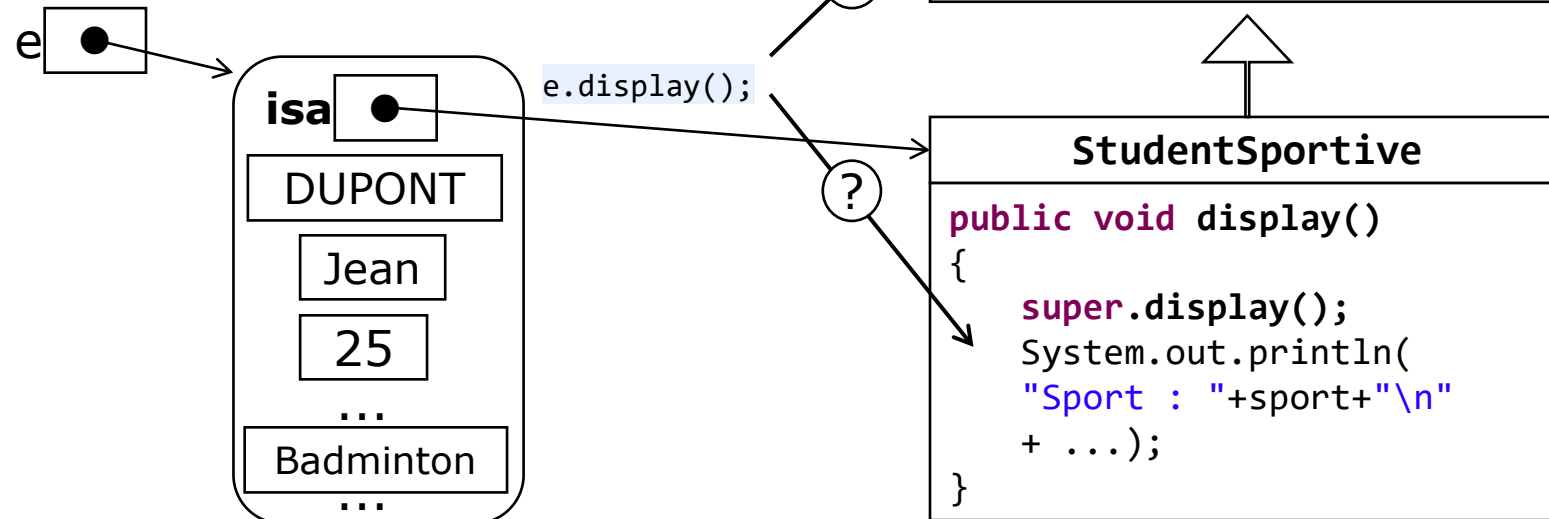 e
isa
DUPONT
Jean
25
...
Badminton
...
e.display();
?
StudentSportive
public void display()
{
super.display();
System.out.println(
"Sport : "+sport+"\n"
+ ...);
}